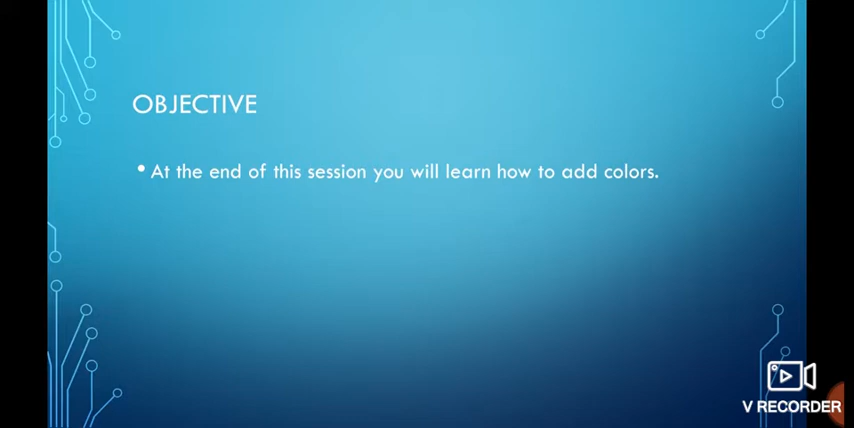 OBJECTIVE
• At the end of this session you will learn how to add colors.
V RECORDER